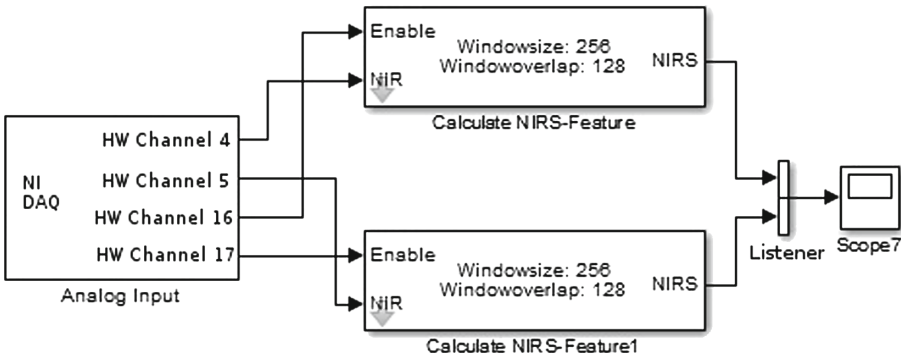 Enable
Windowsize: 256
Windowoverlap: 128
NIRS
NIR
Calculate NIRS-Feature
NI
DAQ
HW Channel 4
HW Channel 5
HW Channel 16
HW Channel 17
Analog Input
Enable
Windowsize: 256
Windowoverlap: 128
NIRS
NIR
Calculate NIRS-Feature1
Listener
Scope7